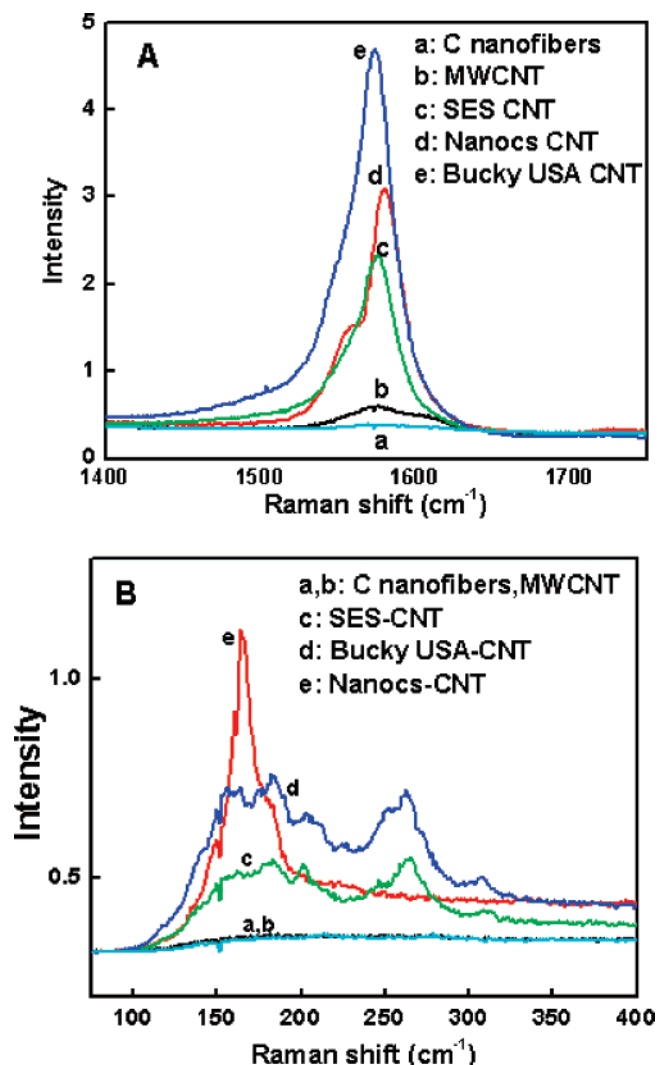 A
a: C nanofibers
b: MWCNT
c: SES CNT
d: Nanocs CNT
e: Bucky USA CNT
e
d
c
b
a
Intensity
5
4
3
2
1
0
1400 1500 1600 1700
Raman shift (cm-1)
B
a,b: C nanofibers,MWCNT
c: SES-CNT
d: Bucky USA-CNT
e: Nanocs-CNT
e
d
c
a,b
Intensity
1.0
0.5
100 150 200 250 300 350 400
Raman shift (cm-1)